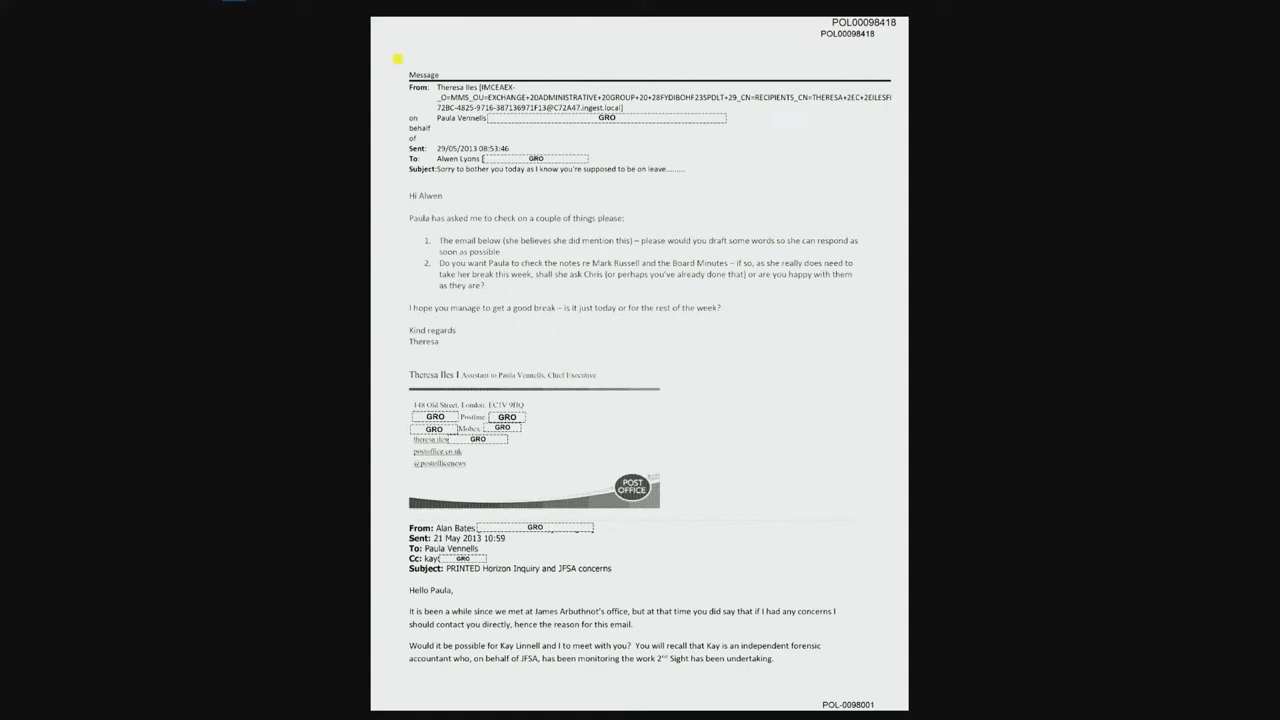 POL00098418
POL00098418
Message
From: Theresa Iles [IMCEAEX-
_O=MMS_OU=EXCHANGE+20ADMINISTRATIVE+20GROUP+20+28FYDIBOHF23SPDLT+29_CN=RECIPIENTS_CN=THERESA+2EC+2EILESFI
72BC-4825-9716-387136971F13@C72A47.ingest.local]
on Paula Vennells GRO
behalf
of
Sent: 29/05/2013 08:53:46
To: Alwen Lyons [ GRO
Subject: Sorry to bother you today as I know you're supposed to be on leave.........
Hi Alwen
Paula has asked me to check on a couple of things please:
1. The email below (she believes she did mention this) – please would you draft some words so she can respond as
soon as possible
2. Do you want Paula to check the notes re Mark Russell and the Board Minutes – if so, as she really does need to
take her break this week, shall she ask Chris (or perhaps you've already done that) or are you happy with them
as they are?
I hope you manage to get a good break – is it just today or for the rest of the week?
Kind regards
Theresa
Theresa Iles I Assistant to Paula Vennells, Chief Executive
148 Old Street, London, EC1V 9HQ
GRO Postline: GRO
GRO Mobex: GRO
theresa.iles GRO
postoffice.co.uk
@postofficenews
POST
OFFICE
From: Alan Bates GRO
Sent: 21 May 2013 10:59
To: Paula Vennells
Cc: kay GRO
Subject: PRINTED Horizon Inquiry and JFSA concerns
Hello Paula,
It is been a while since we met at James Arbuthnot's office, but at that time you did say that if I had any concerns I
should contact you directly, hence the reason for this email.
Would it be possible for Kay Linnell and I to meet with you? You will recall that Kay is an independent forensic
accountant who, on behalf of JFSA, has been monitoring the work 2nd Sight has been undertaking.
POL-0098001